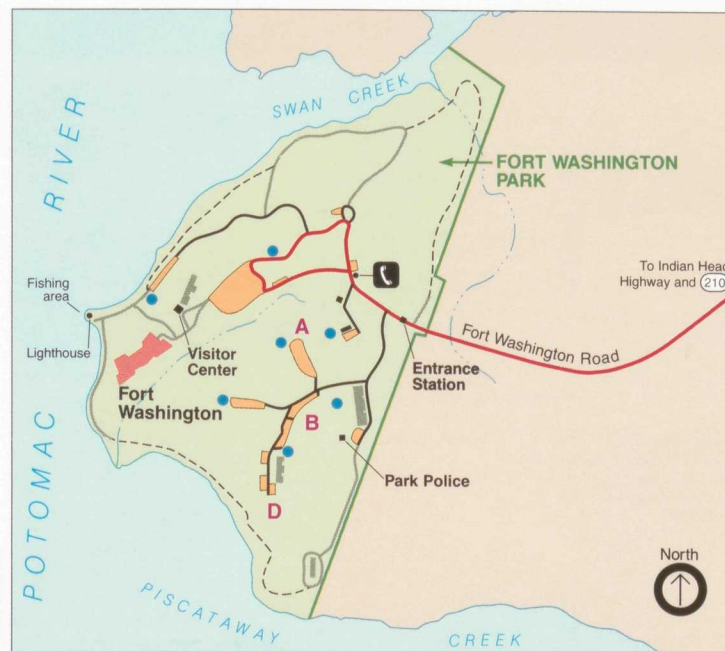 SWAN CREEK
POTOMAC RIVER
FORT WASHINGTON
PARK
To Indian Head
Highway and 210
Fishing
area
Lighthouse
Visitor
Center
A
Fort Washington Road
Entrance
Station
Fort
Washington
B
Park Police
D
North
PISCATAWAY CREEK